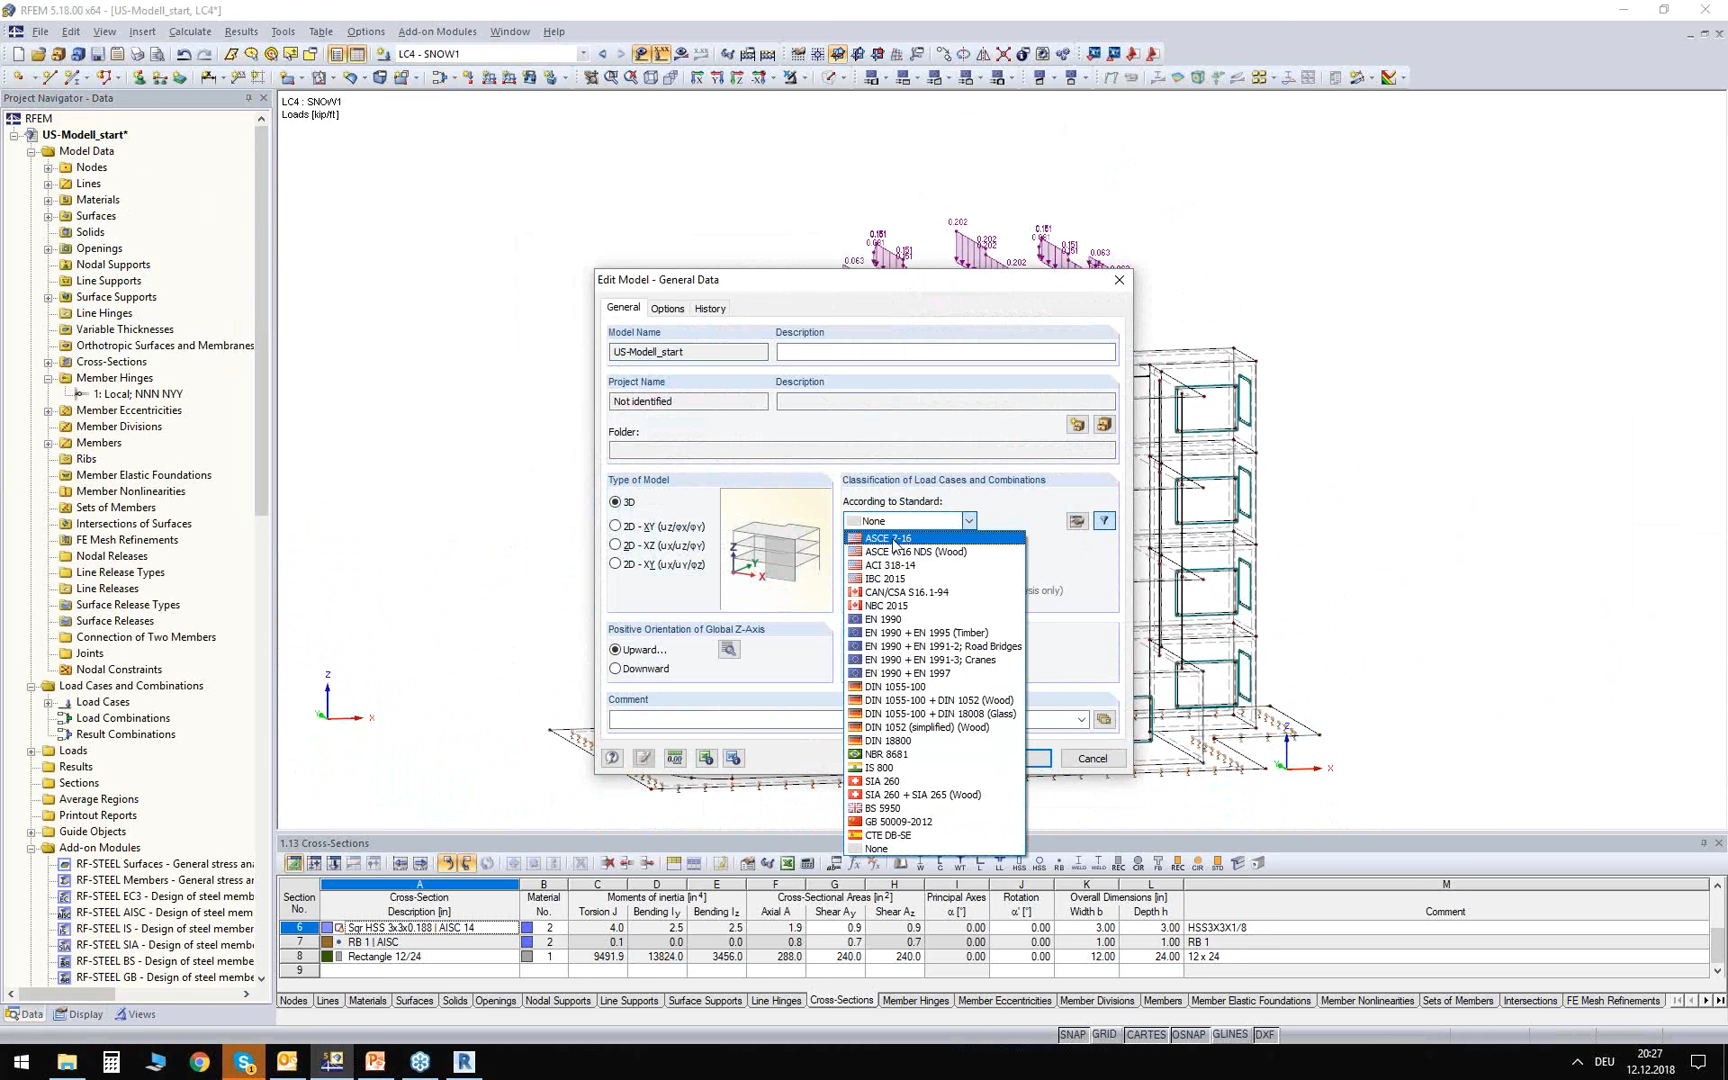 RFEM 5.18.00 x64 - [US-Modell_start, LC4*]
File Edit View Insert Calculate Results Tools Table Options Add-on Modules Window Help
LC4 - SNOW1
Project Navigator - Data
RFEM
US-Modell_start*
Model Data
Nodes
Lines
Materials
Surfaces
Solids
Openings
Nodal Supports
Line Supports
Surface Supports
Line Hinges
Variable Thicknesses
Orthotropic Surfaces and Membranes
Cross-Sections
Member Hinges
1: Local; NNN NYY
Member Eccentricities
Member Divisions
Members
Ribs
Member Elastic Foundations
Member Nonlinearities
Sets of Members
Intersections of Surfaces
FE Mesh Refinements
Nodal Releases
Line Release Types
Line Releases
Surface Release Types
Surface Releases
Connection of Two Members
Joints
Nodal Constraints
Load Cases and Combinations
Load Cases
Load Combinations
Result Combinations
Loads
Results
Sections
Average Regions
Printout Reports
Guide Objects
Add-on Modules
RF-STEEL Surfaces - General stress ana
RF-STEEL Members - General stress a
RF-STEEL EC3 - Design of steel memb
RF-STEEL AISC - Design of steel mem
RF-STEEL IS - Design of steel membe
RF-STEEL SIA - Design of steel membe
RF-STEEL BS - Design of steel membe
RF-STEEL GB - Design of steel membe
Data Display Views
LC4 : SNOW1
Loads [kip/ft]
0.202
0.151
0.151
0.202
0.202
0.151
0.063
0.063
0.202
Edit Model - General Data
General Options History
Model Name Description
US-Modell_start
Project Name Description
Not identified
Folder:
Type of Model
3D
2D - XY (uZ/φX/φY)
2D - XZ (uX/uZ/φY)
2D - XY (uX/uY/φZ)
Z
Y
X
Classification of Load Cases and Combinations
According to Standard:
None
ASCE 7-16
ASCE 7-16 NDS (Wood)
ACI 318-14
IBC 2015
CAN/CSA S16.1-94
NBC 2015
EN 1990
EN 1990 + EN 1995 (Timber)
EN 1990 + EN 1991-2; Road Bridges
EN 1990 + EN 1991-3; Cranes
EN 1990 + EN 1997
DIN 1055-100
DIN 1055-100 + DIN 1052 (Wood)
DIN 1055-100 + DIN 18008 (Glass)
DIN 1052 (simplified) (Wood)
DIN 18800
NBR 8681
IS 800
SIA 260
SIA 260 + SIA 265 (Wood)
BS 5950
GB 50009-2012
CTE DB-SE
None
sis only)
Positive Orientation of Global Z-Axis
Upward...
Downward
Comment
Cancel
Z
Y
X
Z
X
1.13 Cross-Sections
A B C D E F G H I J K L M
Section Cross-Section Material Moments of inertia [in⁴] Cross-Sectional Areas [in²] Principal Axes Rotation Overall Dimensions [in]
No. Description [in] No. Torsion J Bending Iy Bending Iz Axial A Shear Ay Shear Az α [°] α' [°] Width b Depth h Comment
6 Sqr HSS 3x3x0.188 | AISC 14 2 4.0 2.5 2.5 1.9 0.9 0.9 0.00 0.00 3.00 3.00 HSS3X3X1/8
7 RB 1 | AISC 2 0.1 0.0 0.0 0.8 0.7 0.7 0.00 0.00 1.00 1.00 RB 1
8 Rectangle 12/24 1 9491.9 13824.0 3456.0 288.0 240.0 240.0 0.00 0.00 12.00 24.00 12 x 24
9
Nodes Lines Materials Surfaces Solids Openings Nodal Supports Line Supports Surface Supports Line Hinges Cross-Sections Member Hinges Member Eccentricities Member Divisions Members Member Elastic Foundations Member Nonlinearities Sets of Members Intersections FE Mesh Refinements
SNAP GRID CARTES OSNAP GLINES DXF
DEU
20:27
12.12.2018